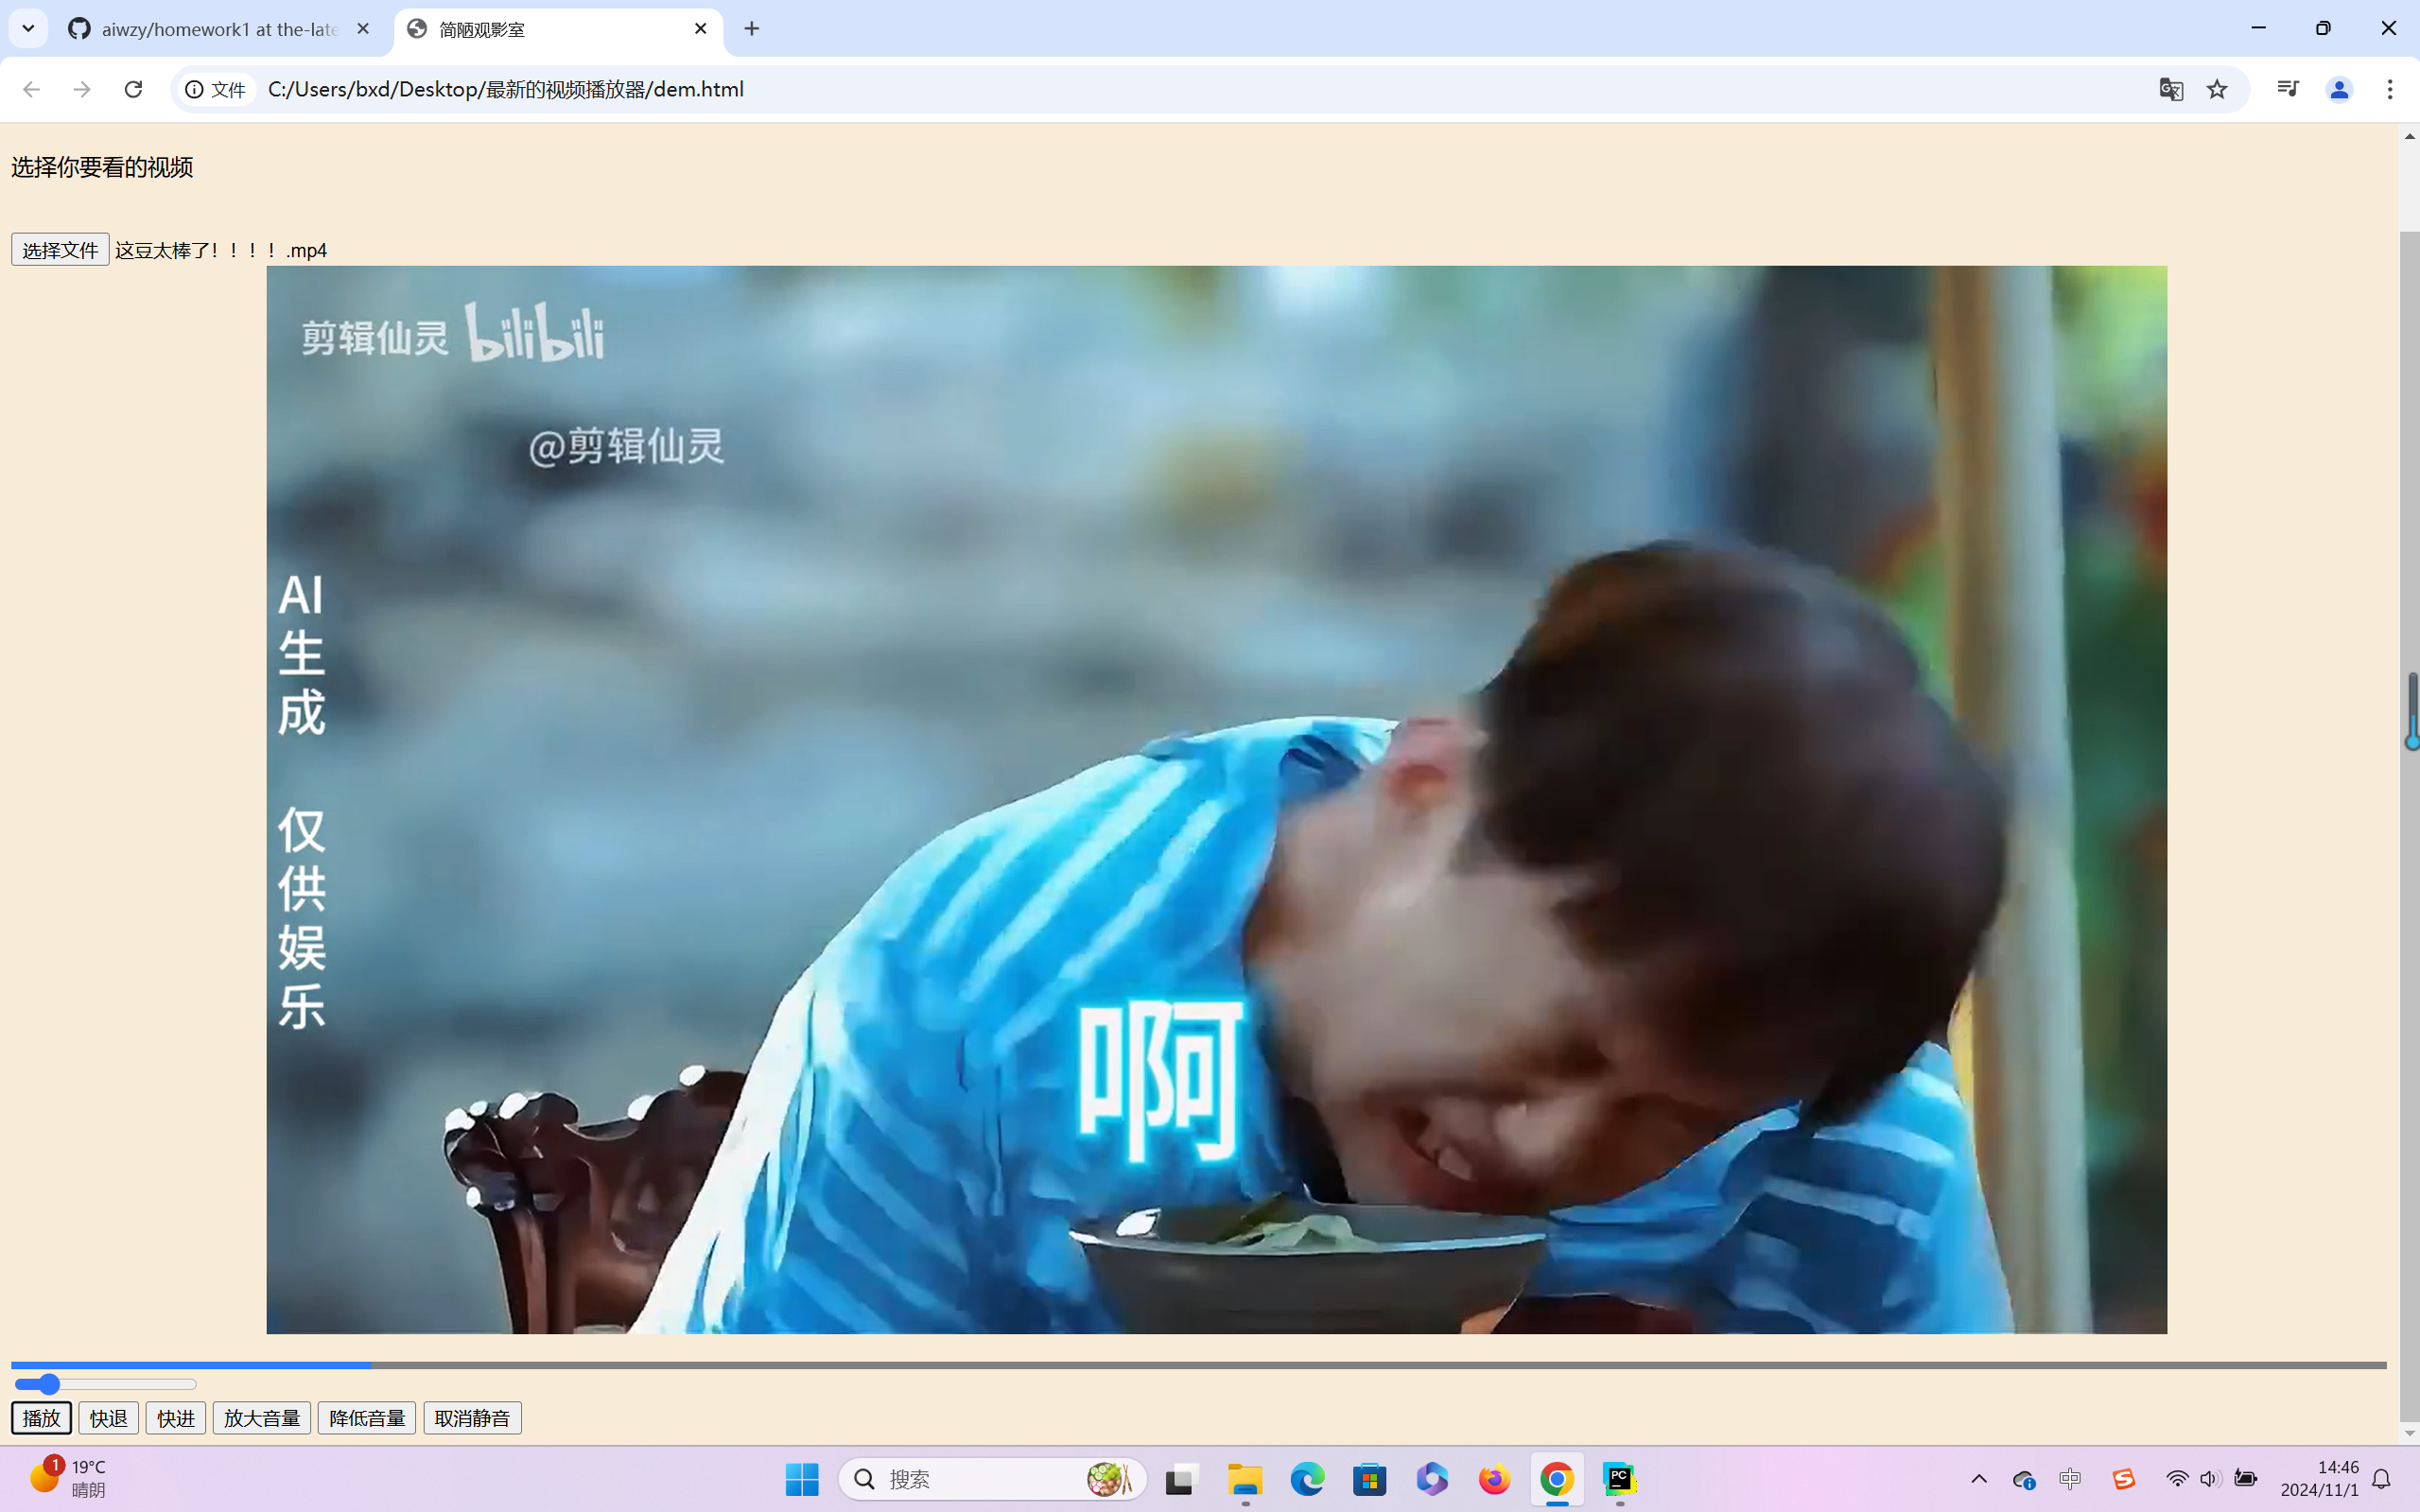 aiwzy/homework1 at the-late
简陋观影室
文件
C:/Users/bxd/Desktop/最新的视频播放器/dem.html
选择你要看的视频
选择文件 这豆太棒了！！！！.mp4
剪辑仙灵 bilibili
@剪辑仙灵
AI生成 仅供娱乐
啊
播放 快退 快进 放大音量 降低音量 取消静音
1
19°C
晴朗
搜索
PC
中
14:46
2024/11/1